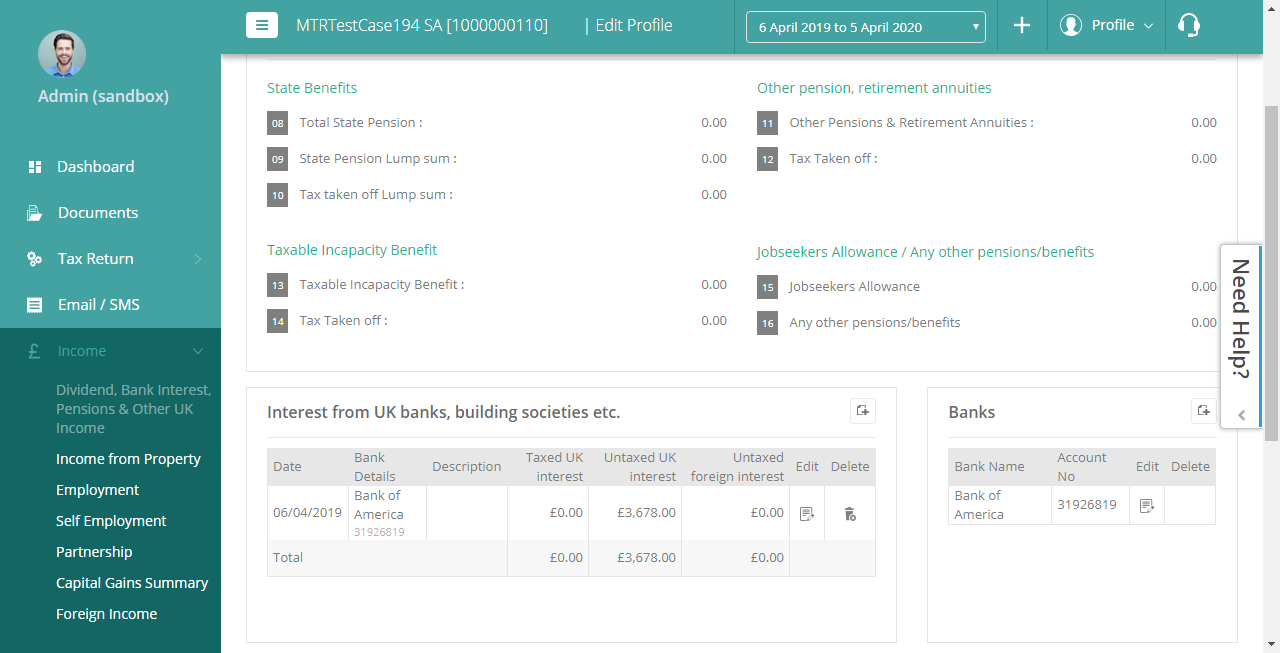 MTRTestCase194 SA [1000000110] | Edit Profile
6 April 2019 to 5 April 2020
Profile
Admin (sandbox)
Dashboard
Documents
Tax Return
Email / SMS
£ Income
Dividend, Bank Interest,
Pensions & Other UK
Income
Income from Property
Employment
Self Employment
Partnership
Capital Gains Summary
Foreign Income
State Benefits
08 Total State Pension : 0.00
09 State Pension Lump sum : 0.00
10 Tax taken off Lump sum : 0.00
Other pension, retirement annuities
11 Other Pensions & Retirement Annuities : 0.00
12 Tax Taken off : 0.00
Taxable Incapacity Benefit
13 Taxable Incapacity Benefit : 0.00
14 Tax Taken off : 0.00
Jobseekers Allowance / Any other pensions/benefits
15 Jobseekers Allowance 0.00
16 Any other pensions/benefits 0.00
Need Help?
Interest from UK banks, building societies etc.
Date Bank Details Description Taxed UK interest Untaxed UK interest Untaxed foreign interest Edit Delete
06/04/2019 Bank of America 31926819 £0.00 £3,678.00 £0.00
Total £0.00 £3,678.00 £0.00
Banks
Bank Name Account No Edit Delete
Bank of America 31926819